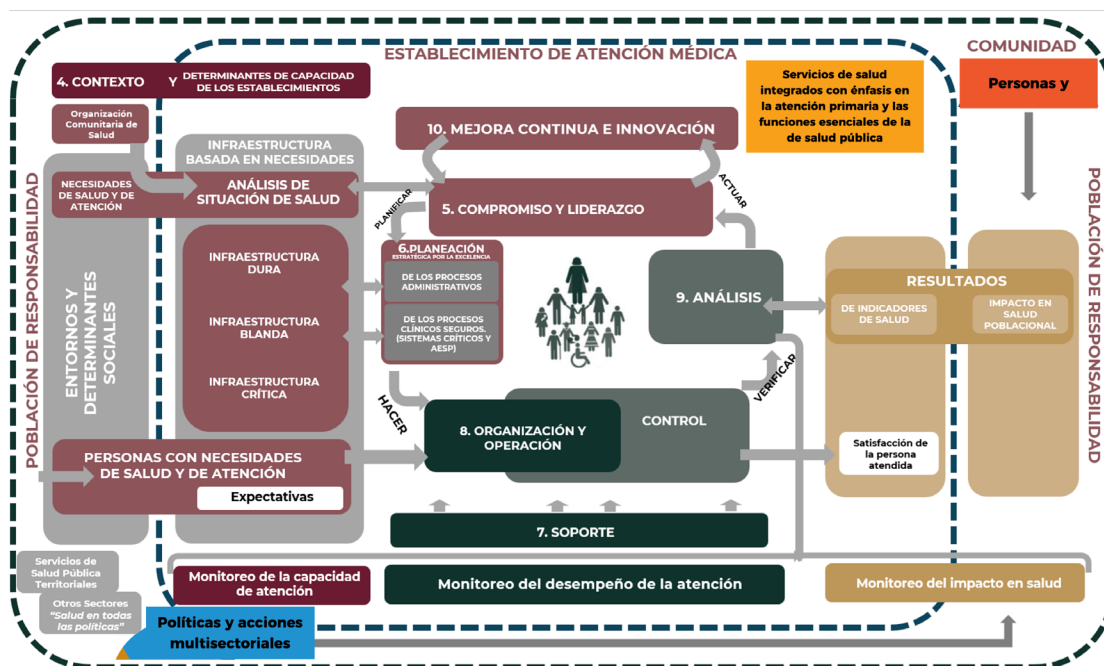 ESTABLECIMIENTO DE ATENCIÓN MÉDICA
COMUNIDAD
4. CONTEXTO Y DETERMINANTES DE CAPACIDAD
DE LOS ESTABLECIMIENTOS
Servicios de salud
integrados con énfasis en
la atención primaria y las
funciones esenciales de la
de salud pública
Personas y
Organización
Comunitaria de
Salud
10. MEJORA CONTINUA E INNOVACIÓN
INFRAESTRUCTURA
BASADA EN NECESIDADES
POBLACIÓN DE RESPONSABILIDAD
ENTORNOS Y
DETERMINANTES
SOCIALES
NECESIDADES
DE SALUD Y DE
ATENCIÓN
ANÁLISIS DE
SITUACIÓN DE SALUD
PLANIFICAR
ACTUAR
5. COMPROMISO Y LIDERAZGO
POBLACIÓN DE RESPONSABILIDAD
INFRAESTRUCTURA
DURA
INFRAESTRUCTURA
BLANDA
INFRAESTRUCTURA
CRÍTICA
6.PLANEACIÓN
ESTRATÉGICA POR LA EXCELENCIA
DE LOS PROCESOS
ADMINISTRATIVOS
DE LOS PROCESOS
CLÍNICOS SEGUROS.
(SISTEMAS CRÍTICOS Y
AESP)
9. ANÁLISIS
RESULTADOS
DE INDICADORES
DE SALUD
IMPACTO EN
SALUD
POBLACIONAL
HACER
VERIFICAR
8. ORGANIZACIÓN Y
OPERACIÓN
CONTROL
PERSONAS CON NECESIDADES
DE SALUD Y DE ATENCIÓN
Expectativas
Satisfacción de
la persona
atendida
7. SOPORTE
Servicios de
Salud Pública
Territoriales
Monitoreo de la capacidad
de atención
Monitoreo del desempeño de la atención
Monitoreo del impacto en salud
Otros Sectores
"Salud en todas
las políticas"
Políticas y acciones
multisectoriales